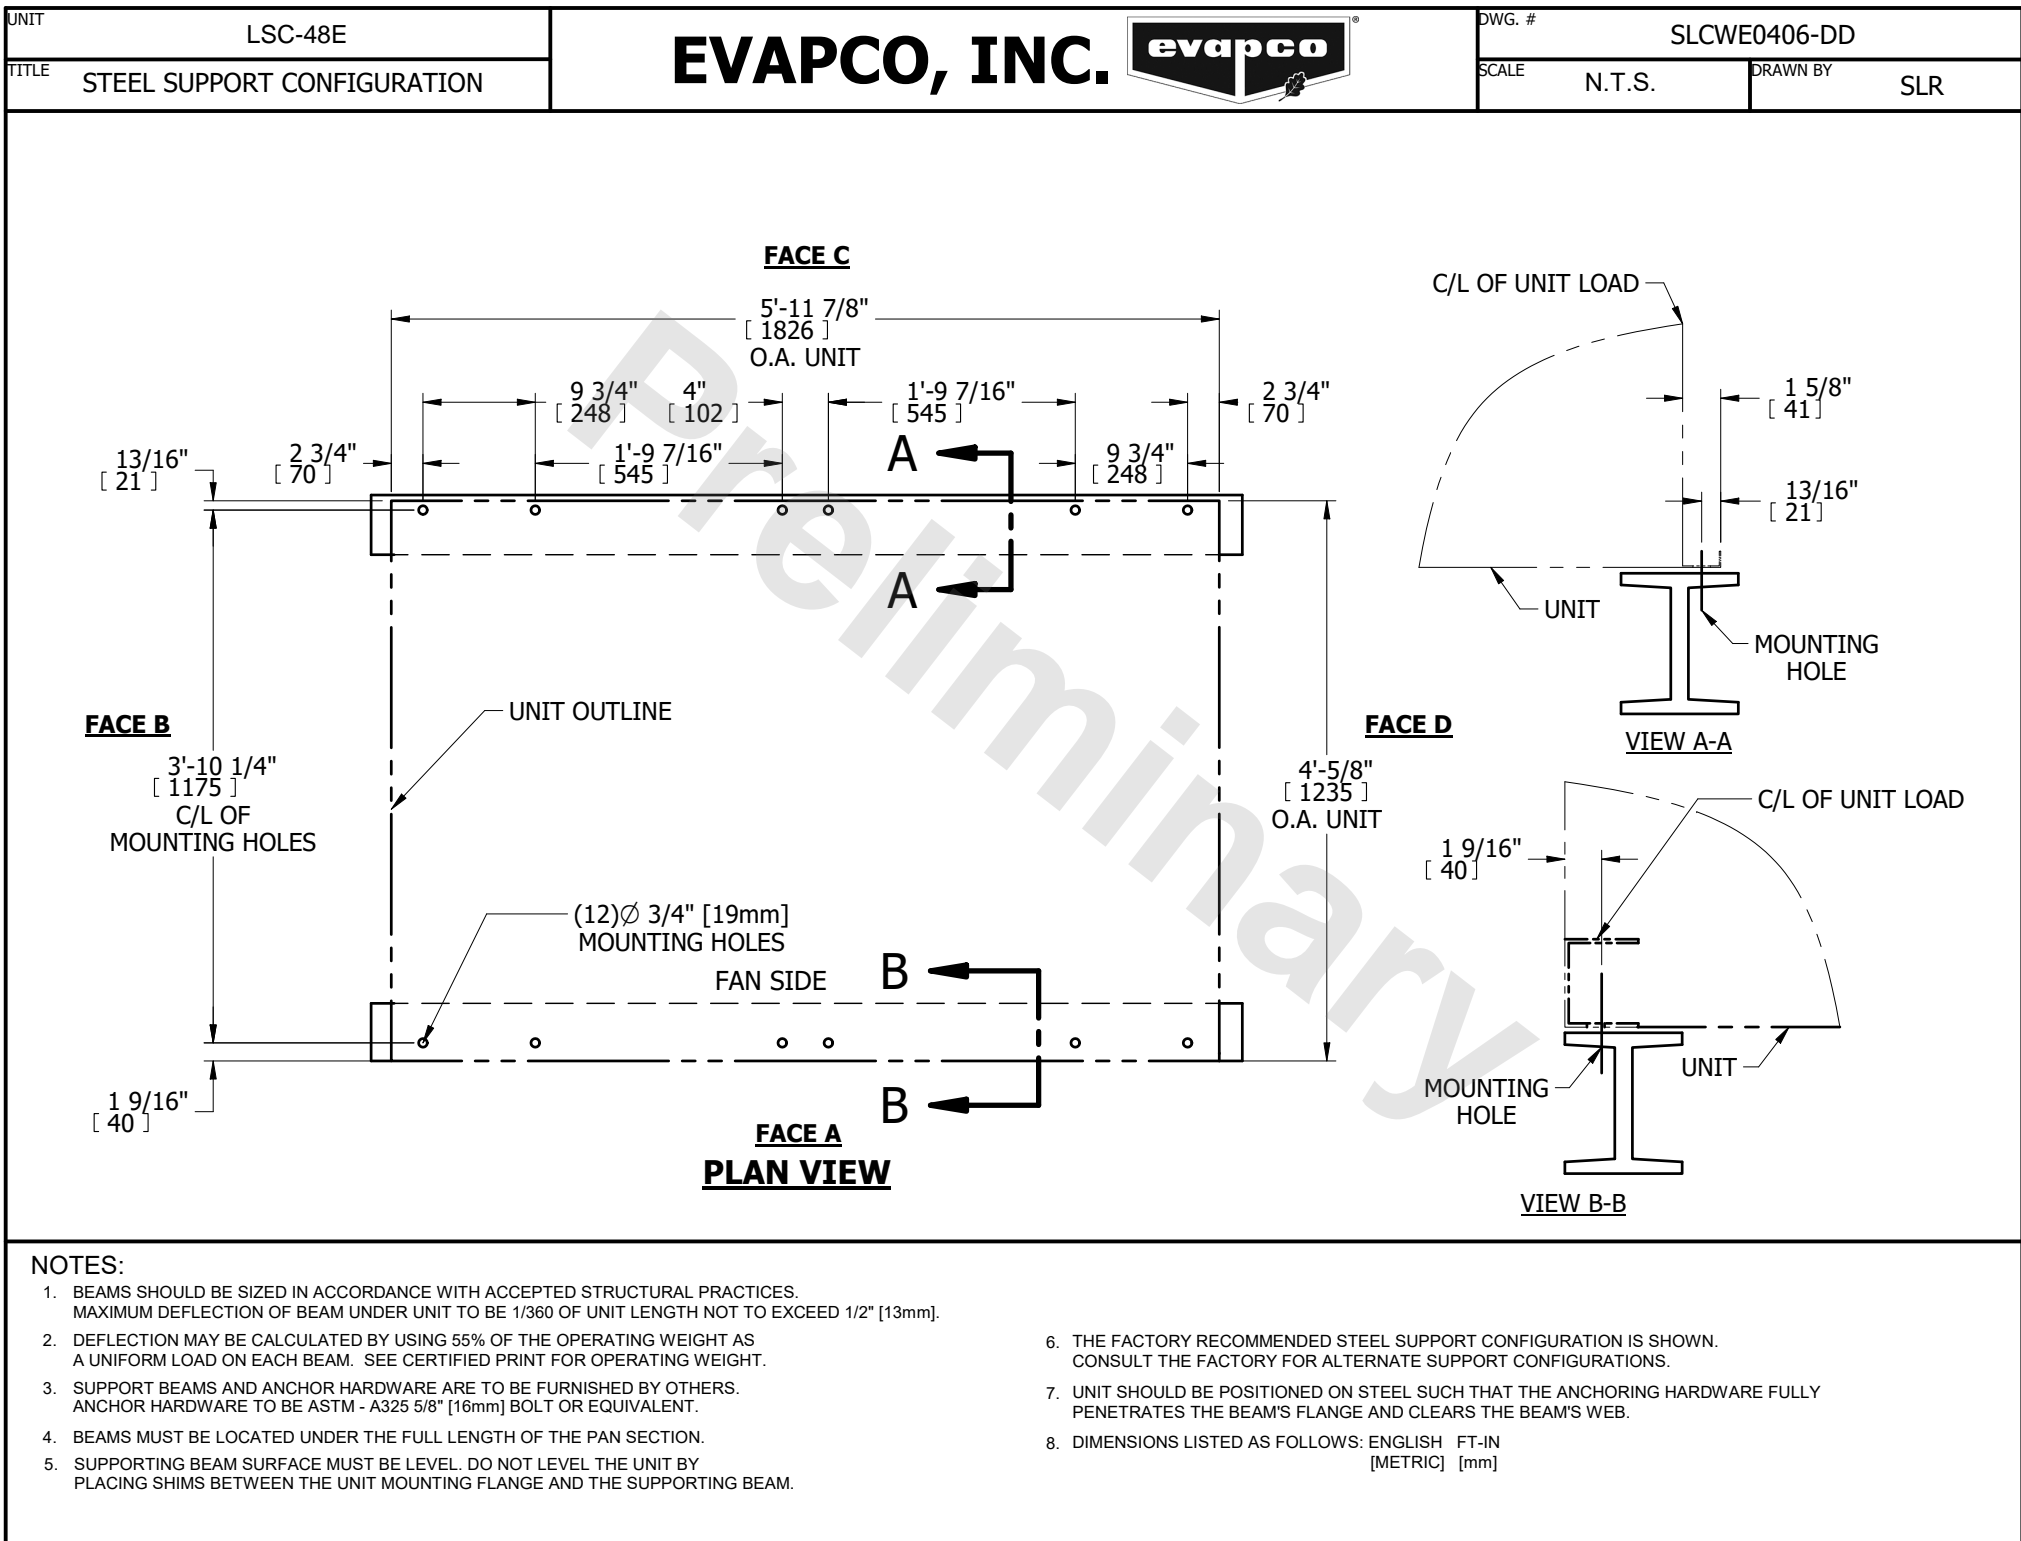 UNIT
LSC-48E
TITLE
STEEL SUPPORT CONFIGURATION
EVAPCO, INC.
evapco
®
DWG. #
SLCWE0406-DD
SCALE
N.T.S.
DRAWN BY
SLR
FACE C
5'-11 7/8"
[ 1826 ]
O.A. UNIT
9 3/4"
[ 248 ]
4"
[ 102 ]
1'-9 7/16"
[ 545 ]
2 3/4"
[ 70 ]
13/16"
[ 21 ]
2 3/4"
[ 70 ]
1'-9 7/16"
[ 545 ]
A
9 3/4"
[ 248 ]
A
UNIT OUTLINE
FACE B
3'-10 1/4"
[ 1175 ]
C/L OF
MOUNTING HOLES
FACE D
4'-5/8"
[ 1235 ]
O.A. UNIT
(12)Ø 3/4" [19mm]
MOUNTING HOLES
FAN SIDE
B
B
1 9/16"
[ 40 ]
FACE A
PLAN VIEW
Preliminary
C/L OF UNIT LOAD
1 5/8"
[ 41]
13/16"
[ 21]
UNIT
MOUNTING
HOLE
VIEW A-A
C/L OF UNIT LOAD
1 9/16"
[ 40]
UNIT
MOUNTING
HOLE
VIEW B-B
NOTES:
1. BEAMS SHOULD BE SIZED IN ACCORDANCE WITH ACCEPTED STRUCTURAL PRACTICES.
MAXIMUM DEFLECTION OF BEAM UNDER UNIT TO BE 1/360 OF UNIT LENGTH NOT TO EXCEED 1/2" [13mm].
2. DEFLECTION MAY BE CALCULATED BY USING 55% OF THE OPERATING WEIGHT AS
A UNIFORM LOAD ON EACH BEAM. SEE CERTIFIED PRINT FOR OPERATING WEIGHT.
3. SUPPORT BEAMS AND ANCHOR HARDWARE ARE TO BE FURNISHED BY OTHERS.
ANCHOR HARDWARE TO BE ASTM - A325 5/8" [16mm] BOLT OR EQUIVALENT.
4. BEAMS MUST BE LOCATED UNDER THE FULL LENGTH OF THE PAN SECTION.
5. SUPPORTING BEAM SURFACE MUST BE LEVEL. DO NOT LEVEL THE UNIT BY
PLACING SHIMS BETWEEN THE UNIT MOUNTING FLANGE AND THE SUPPORTING BEAM.
6. THE FACTORY RECOMMENDED STEEL SUPPORT CONFIGURATION IS SHOWN.
CONSULT THE FACTORY FOR ALTERNATE SUPPORT CONFIGURATIONS.
7. UNIT SHOULD BE POSITIONED ON STEEL SUCH THAT THE ANCHORING HARDWARE FULLY
PENETRATES THE BEAM'S FLANGE AND CLEARS THE BEAM'S WEB.
8. DIMENSIONS LISTED AS FOLLOWS: ENGLISH FT-IN
[METRIC] [mm]